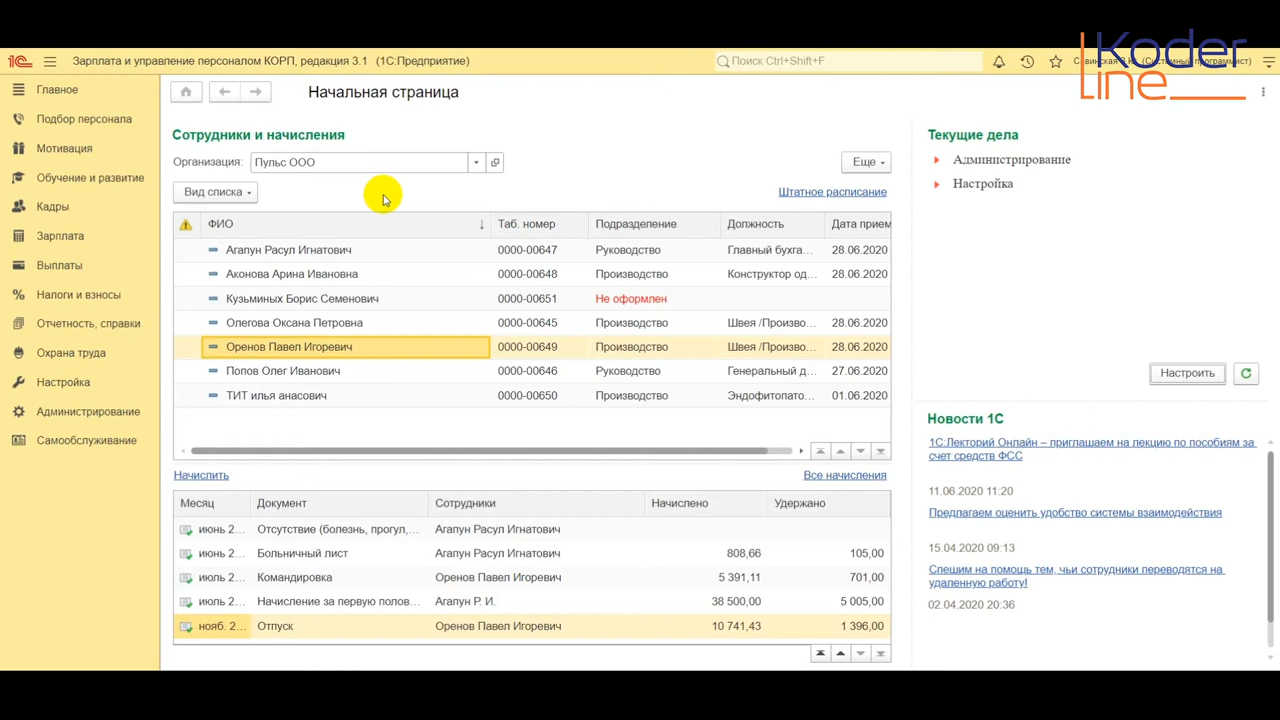 Koder
line
1С Зарплата и управление персоналом КОРП, редакция 3.1 (1С:Предприятие)
Поиск Ctrl+Shift+F
(Системный программист)
Главное
Подбор персонала
Мотивация
Обучение и развитие
Кадры
Зарплата
Выплаты
Налоги и взносы
Отчетность, справки
Охрана труда
Настройка
Администрирование
Самообслуживание
Начальная страница
Сотрудники и начисления
Организация: Пульс ООО
Еще
Вид списка
Штатное расписание
ФИО Таб. номер Подразделение Должность Дата прием
Агапун Расул Игнатович 0000-00647 Руководство Главный бухга... 28.06.2020
Аконова Арина Ивановна 0000-00648 Производство Конструктор од... 28.06.2020
Кузьминых Борис Семенович 0000-00651 Не оформлен
Олегова Оксана Петровна 0000-00645 Производство Швея /Произво... 28.06.2020
Оренов Павел Игоревич 0000-00649 Производство Швея /Произво... 28.06.2020
Попов Олег Иванович 0000-00646 Руководство Генеральный д... 27.06.2020
ТИТ илья анасович 0000-00650 Производство Эндофитопато... 01.06.2020
Начислить
Все начисления
Месяц Документ Сотрудники Начислено Удержано
июнь 2... Отсутствие (болезнь, прогул,... Агапун Расул Игнатович
июнь 2... Больничный лист Агапун Расул Игнатович 808,66 105,00
июль 2... Командировка Оренов Павел Игоревич 5 391,11 701,00
июль 2... Начисление за первую полов... Агапун Р. И. 38 500,00 5 005,00
нояб. 2... Отпуск Оренов Павел Игоревич 10 741,43 1 396,00
Текущие дела
Администрирование
Настройка
Настроить
Новости 1С
1С:Лекторий Онлайн – приглашаем на лекцию по пособиям за
счет средств ФСС
11.06.2020 11:20
Предлагаем оценить удобство системы взаимодействия
15.04.2020 09:13
Спешим на помощь тем, чьи сотрудники переводятся на
удаленную работу!
02.04.2020 20:36